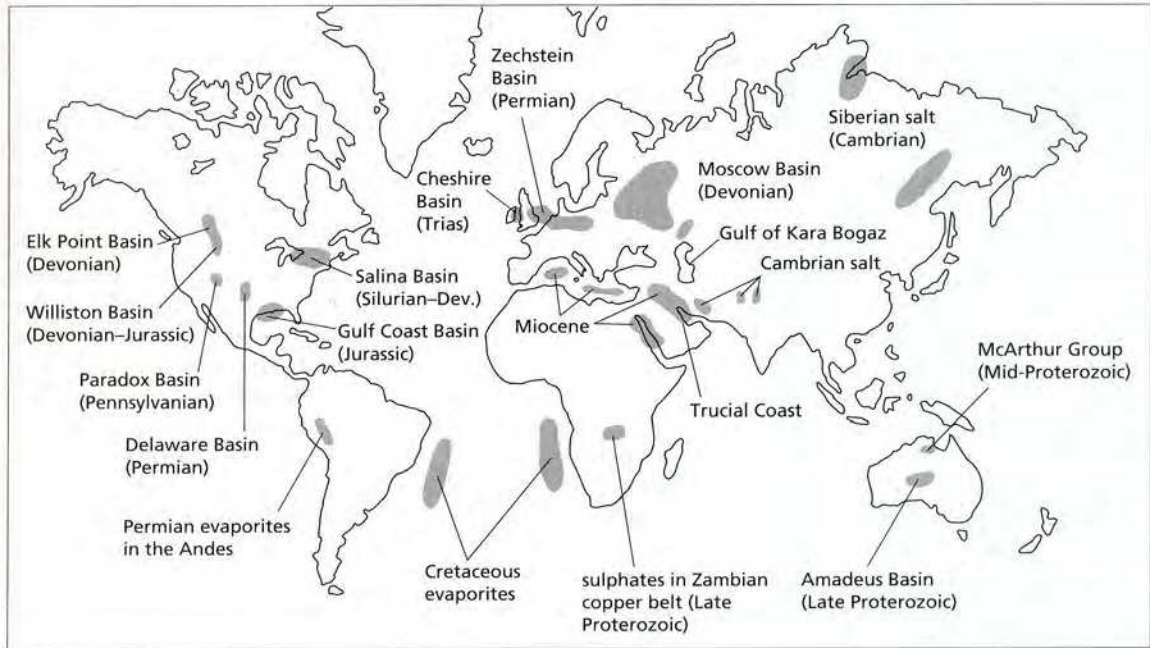 Zechstein
Basin
(Permian)
Siberian salt
(Cambrian)
Moscow Basin
(Devonian)
Cheshire
Basin
(Trias)
Elk Point Basin
(Devonian)
Gulf of Kara Bogaz
Cambrian salt
Salina Basin
(Silurian–Dev.)
Williston Basin
(Devonian–Jurassic)
Miocene
Gulf Coast Basin
(Jurassic)
McArthur Group
(Mid-Proterozoic)
Paradox Basin
(Pennsylvanian)
Trucial Coast
Delaware Basin
(Permian)
Permian evaporites
in the Andes
Cretaceous
evaporites
sulphates in Zambian
copper belt (Late
Proterozoic)
Amadeus Basin
(Late Proterozoic)